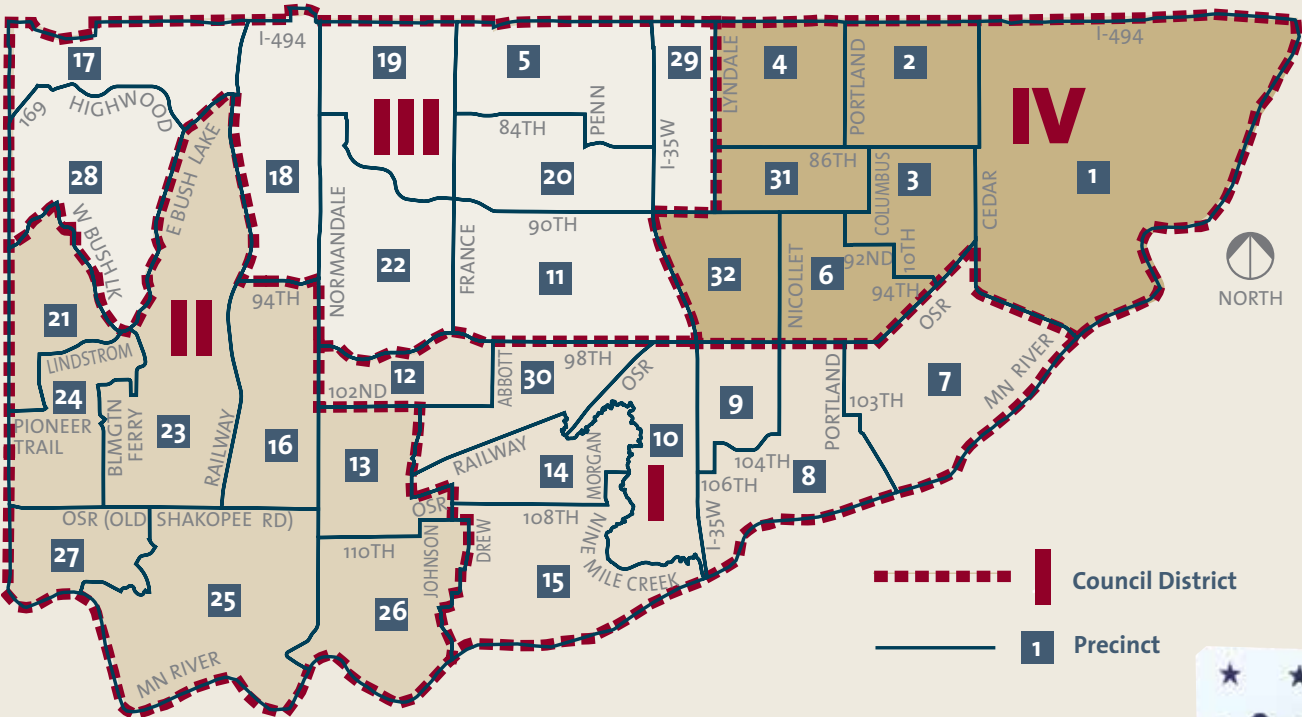 I-494
I-494
17
19
5
29
4
2
IV
169
HIGHWOOD
III
84TH
PENN
I-35W
LYNDALE
PORTLAND
86TH
28
E BUSH LAKE
18
20
31
COLUMBUS
3
CEDAR
1
W BUSH LK
NORMANDALE
22
FRANCE
90TH
11
32
NICOLLET
6
92ND
10TH
94TH
OSR
NORTH
21
II
94TH
LINDSTROM
24
PIONEER
TRAIL
BLMGTN
FERRY
23
RAILWAY
16
12
102ND
ABBOTT
30
98TH
OSR
9
PORTLAND
7
103TH
MN RIVER
13
RAILWAY
14
MORGAN
10
I
104TH
106TH
8
OSR
108TH
I-35W
OSR (OLD SHAKOPEE RD)
27
110TH
JOHNSON
DREW
NINE
MILE CREEK
15
25
26
MN RIVER
Council District
1 Precinct